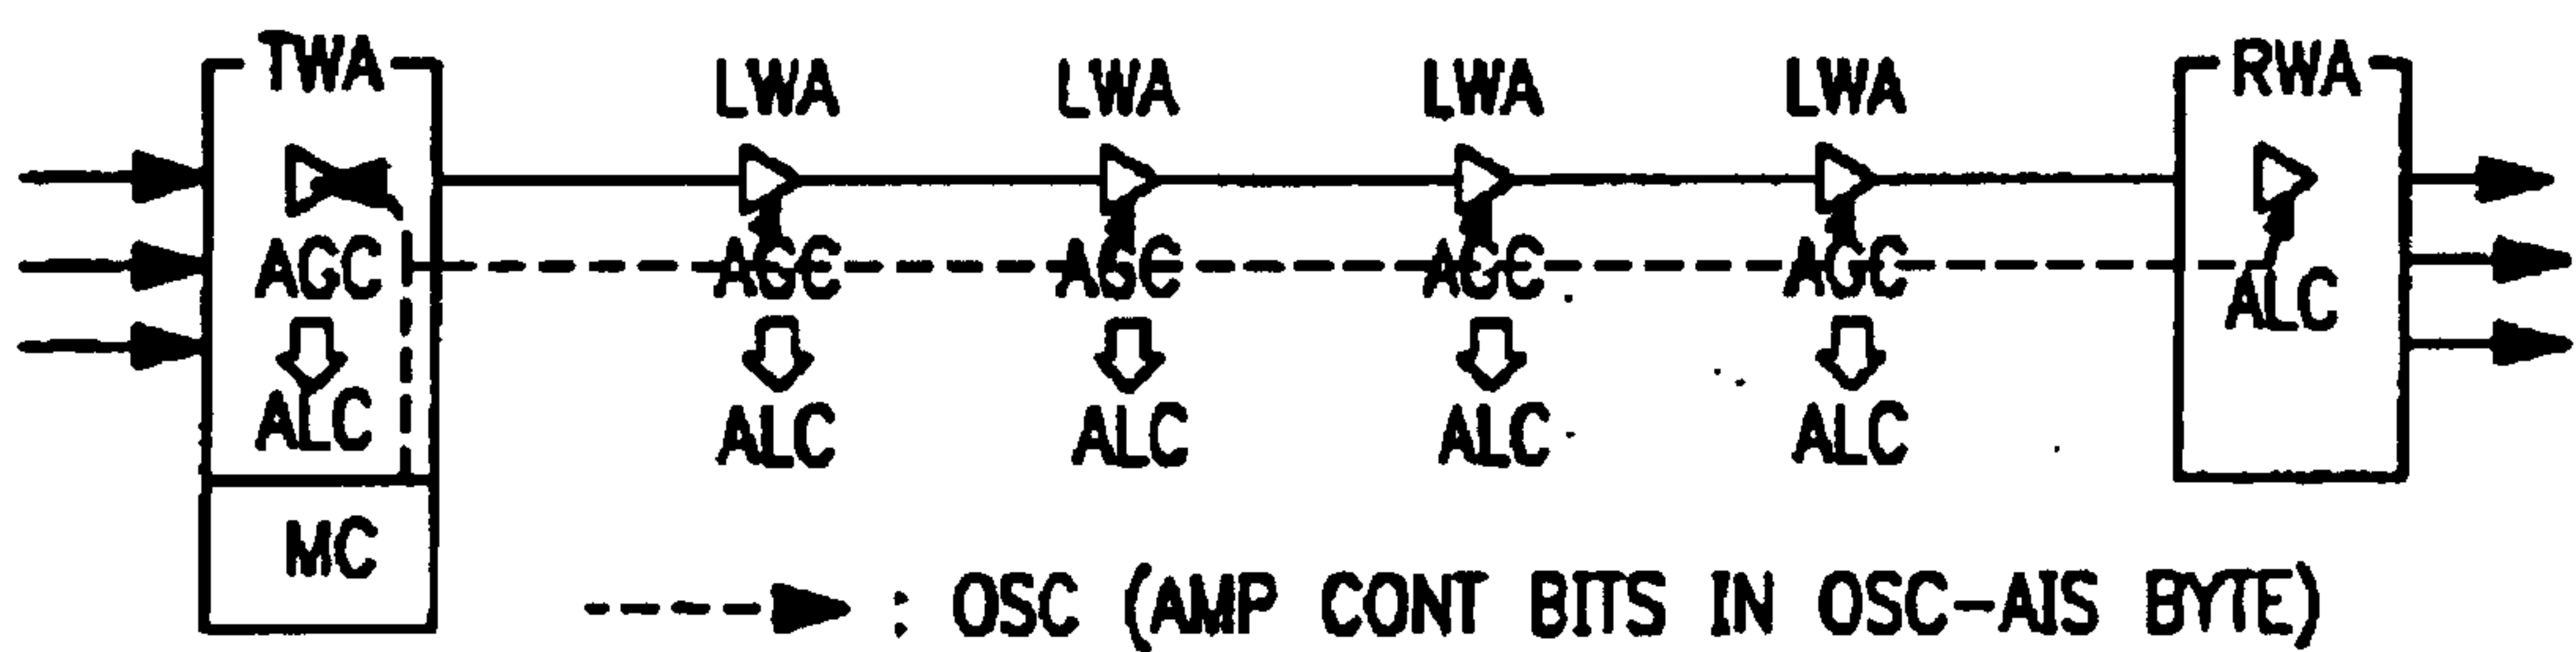 TWA LWA LWA LWA LWA RWA
AGC AGC AGC AGC AGC ALC
ALC ALC ALC ALC ALC
MC
: OSC (AMP CONT BITS IN OSC-AIS BYTE)